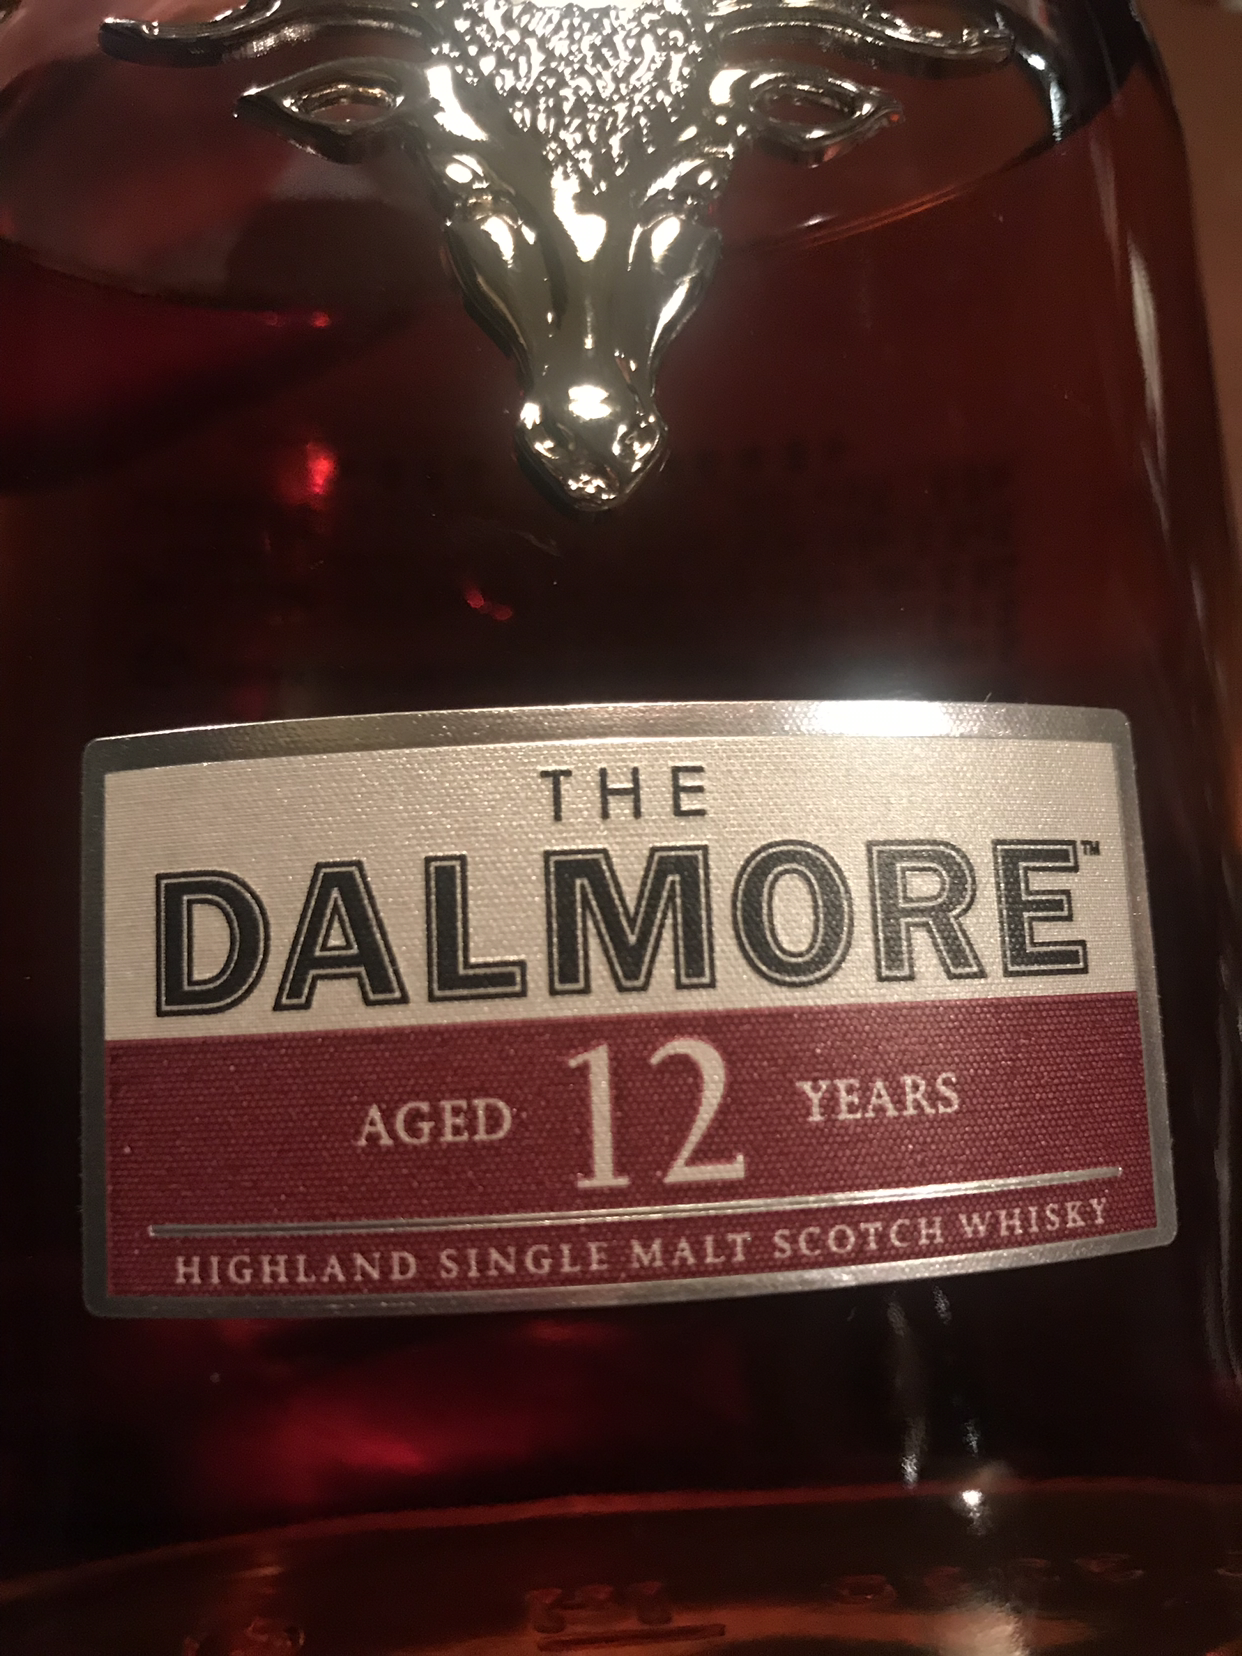 THE
DALMORE™
AGED 12 YEARS
HIGHLAND SINGLE MALT SCOTCH WHISKY